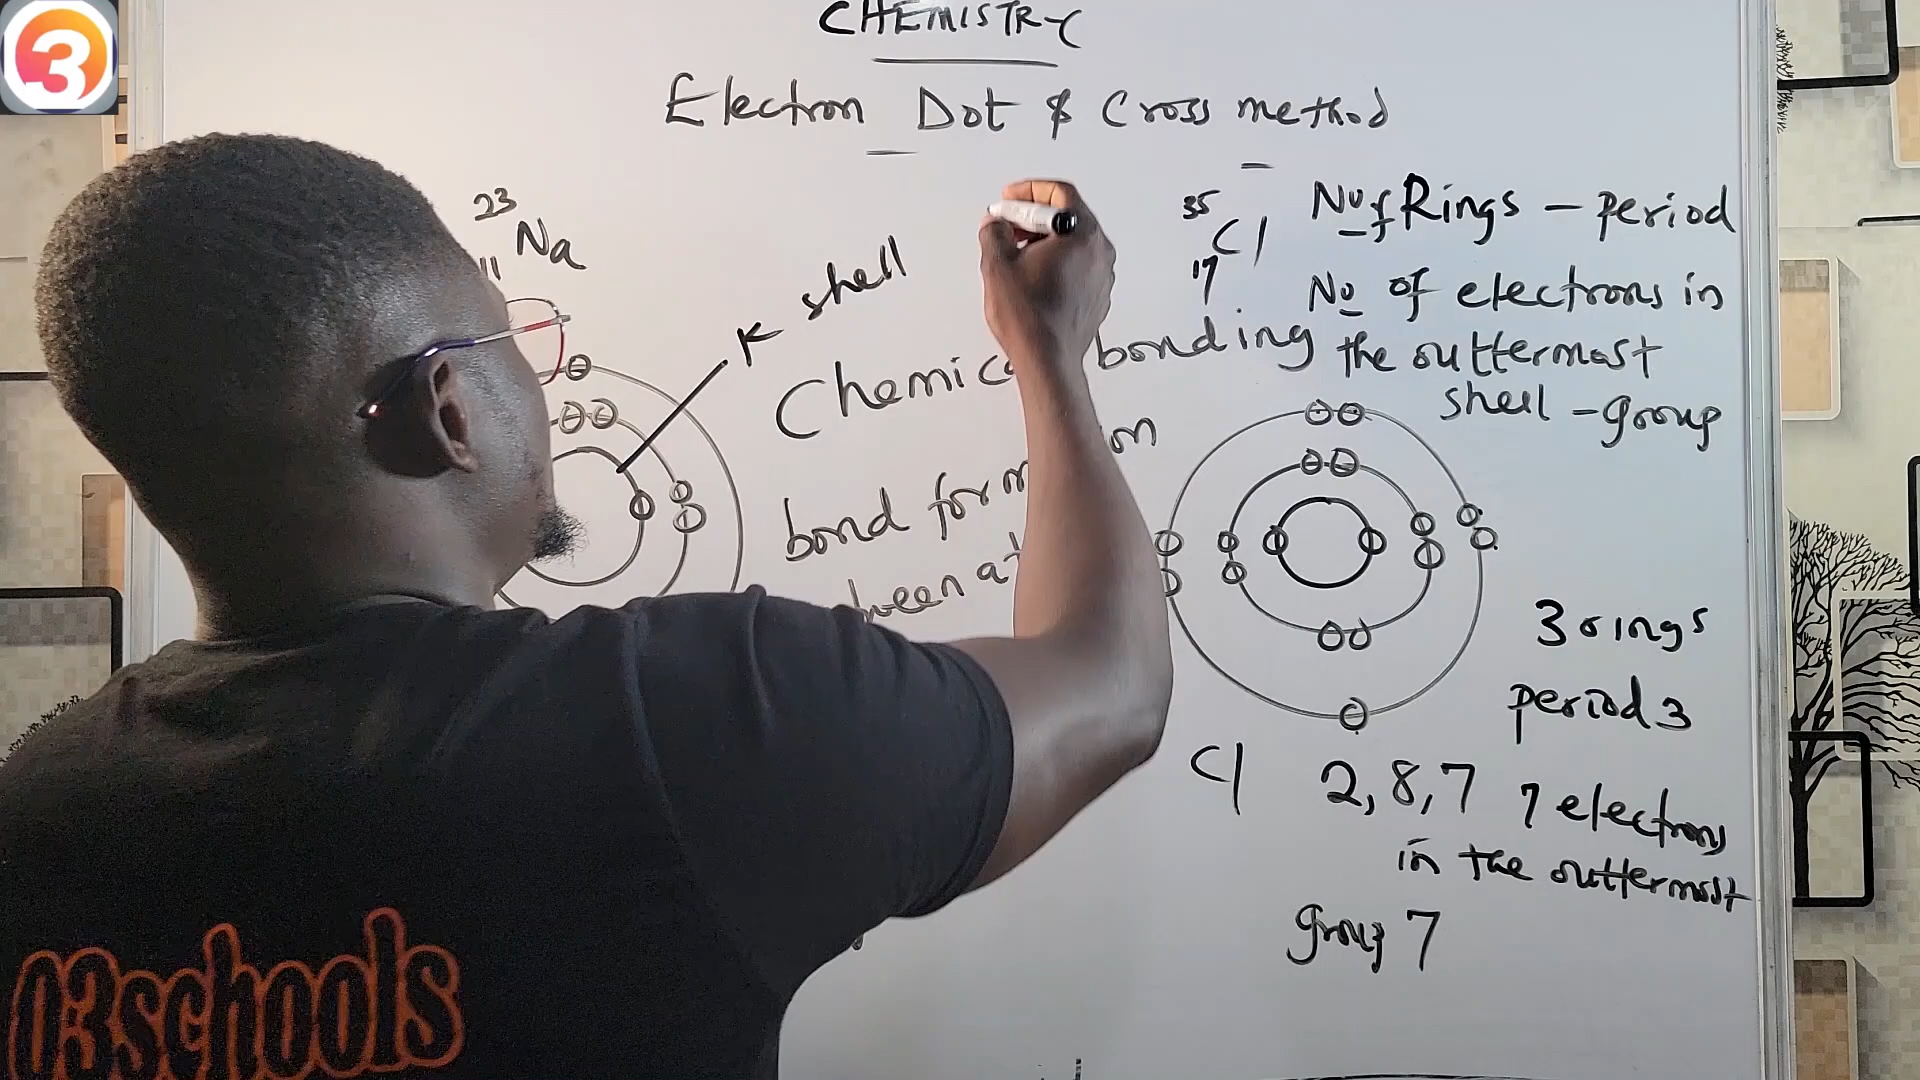 3
CHEMISTRY
Electron Dot & Cross method
23
Na
11
K shell
35
Cl
17
No of Rings - period
No of electrons in
the outtermost
shell - group
bonding
bond
3 rings
period 3
Cl 2,8,7
7 electrons
in the outtermost
group 7
03schools